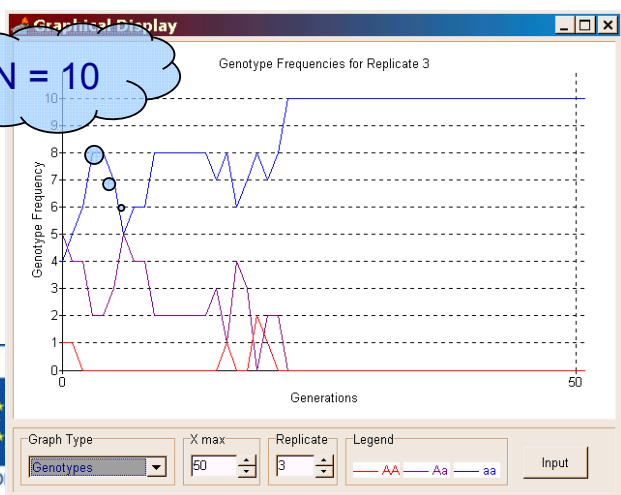 Graphical Display
N = 10
Genotype Frequencies for Replicate 3
Genotype Frequency
10
9
8
7
6
5
4
3
2
1
0
0
50
Generations
Graph Type
X max
Replicate
Legend
Genotypes
50
3
AA
Aa
aa
Input